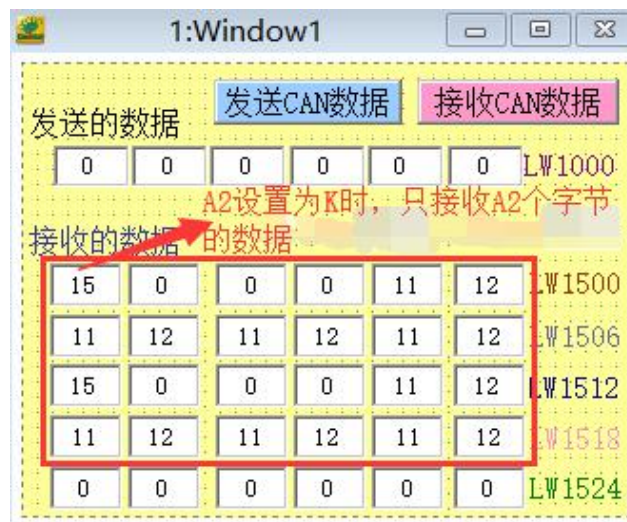 1:Window1
发送的数据 发送CAN数据 接收CAN数据
0 0 0 0 0 0 LW1000
A2设置为K时，只接收A2个字节
接收的数据 的数据
15 0 0 0 11 12 LW1500
11 12 11 12 11 12 LW1506
15 0 0 0 11 12 LW1512
11 12 11 12 11 12 LW1518
0 0 0 0 0 0 LW1524